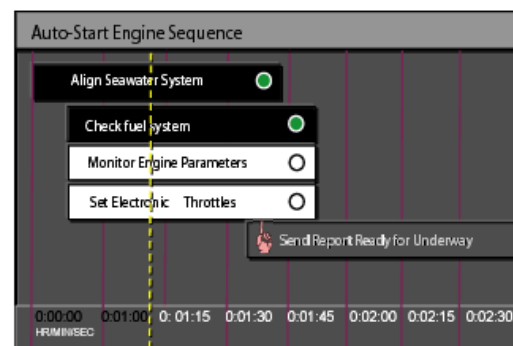 Auto-Start Engine Sequence
Align Seawater System
Check fuel system
Monitor Engine Parameters
Set Electronic Throttles
Send Report Ready for Underway
0:00:00 0:01:00 0: 01:15 0:01:30 0:01:45 0:02:00 0:02:15 0:02:30
HR/MIN/SEC